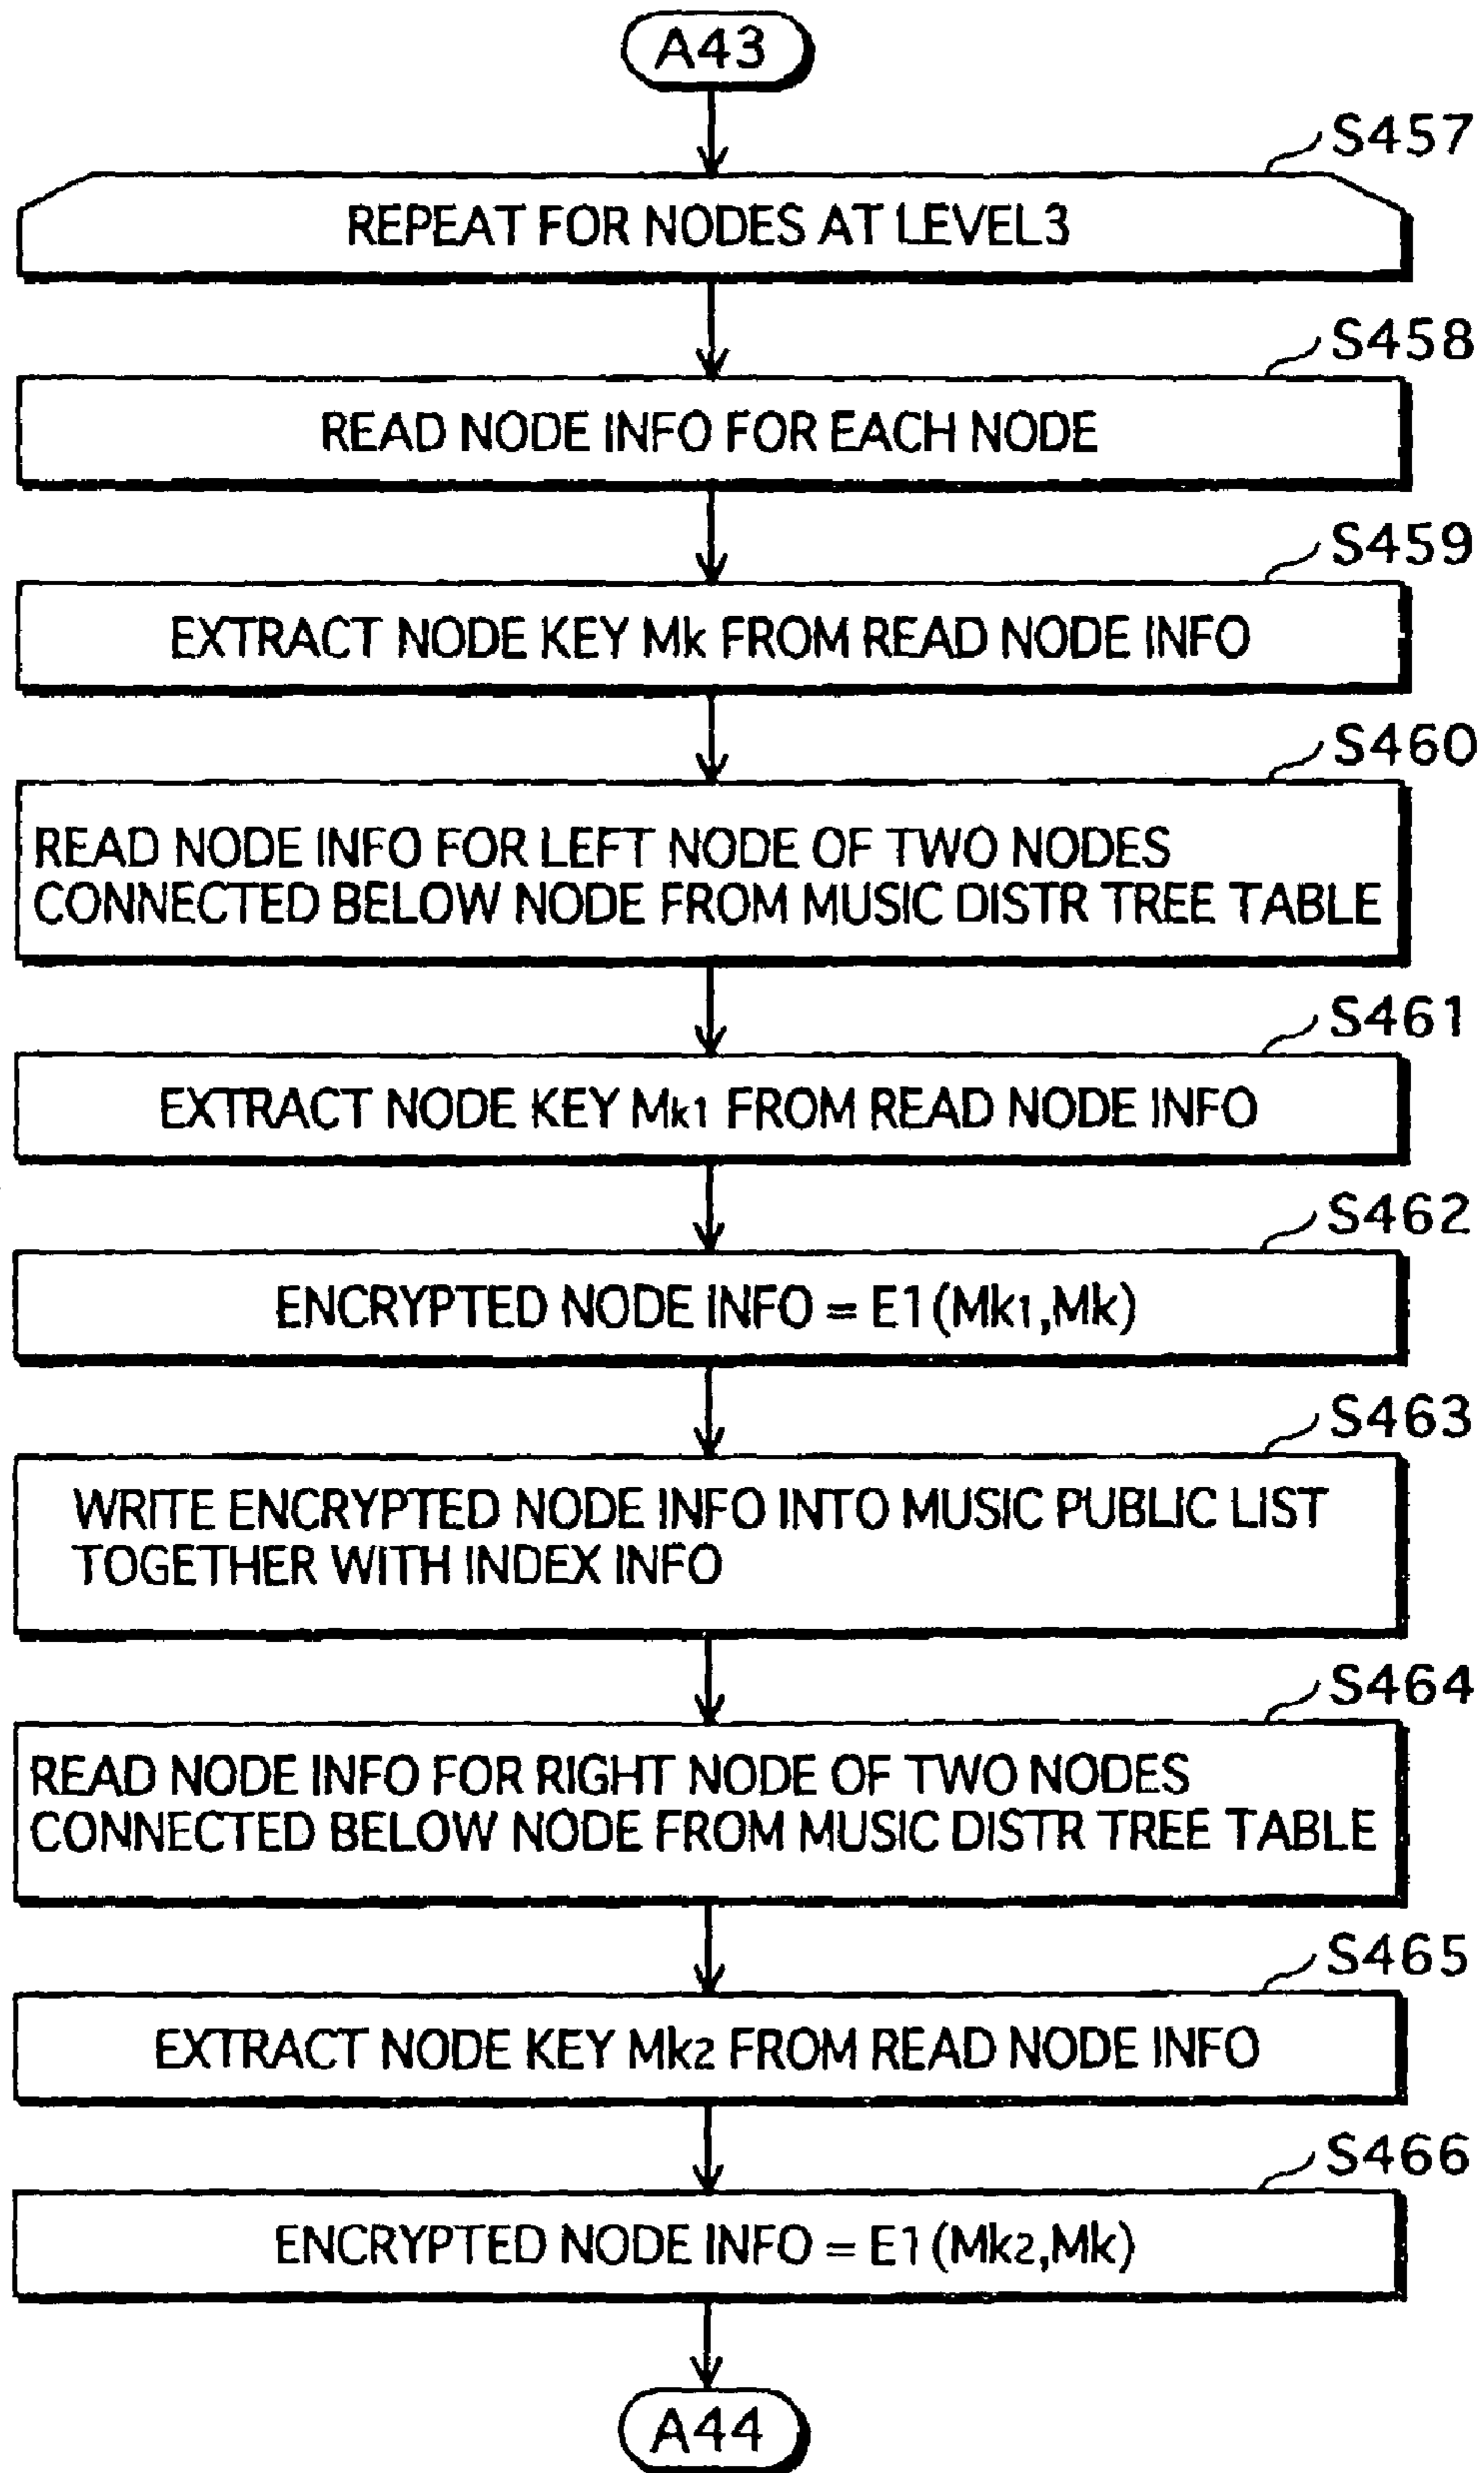 A43
S457
REPEAT FOR NODES AT LEVEL3
S458
READ NODE INFO FOR EACH NODE
S459
EXTRACT NODE KEY Mk FROM READ NODE INFO
S460
READ NODE INFO FOR LEFT NODE OF TWO NODES
CONNECTED BELOW NODE FROM MUSIC DISTR TREE TABLE
S461
EXTRACT NODE KEY Mk1 FROM READ NODE INFO
S462
ENCRYPTED NODE INFO = E1(Mk1,Mk)
S463
WRITE ENCRYPTED NODE INFO INTO MUSIC PUBLIC LIST
TOGETHER WITH INDEX INFO
S464
READ NODE INFO FOR RIGHT NODE OF TWO NODES
CONNECTED BELOW NODE FROM MUSIC DISTR TREE TABLE
S465
EXTRACT NODE KEY Mk2 FROM READ NODE INFO
S466
ENCRYPTED NODE INFO = E1(Mk2,Mk)
A44